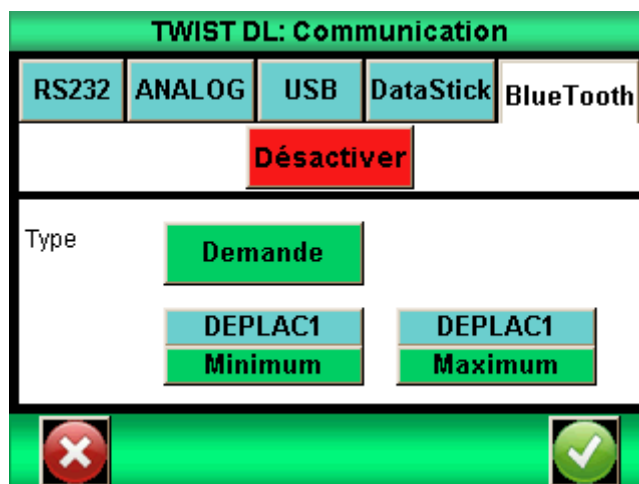 TWIST DL: Communication
RS232 ANALOG USB DataStick BlueTooth
Désactiver
Type Demande
DEPLAC1 DEPLAC1
Minimum Maximum